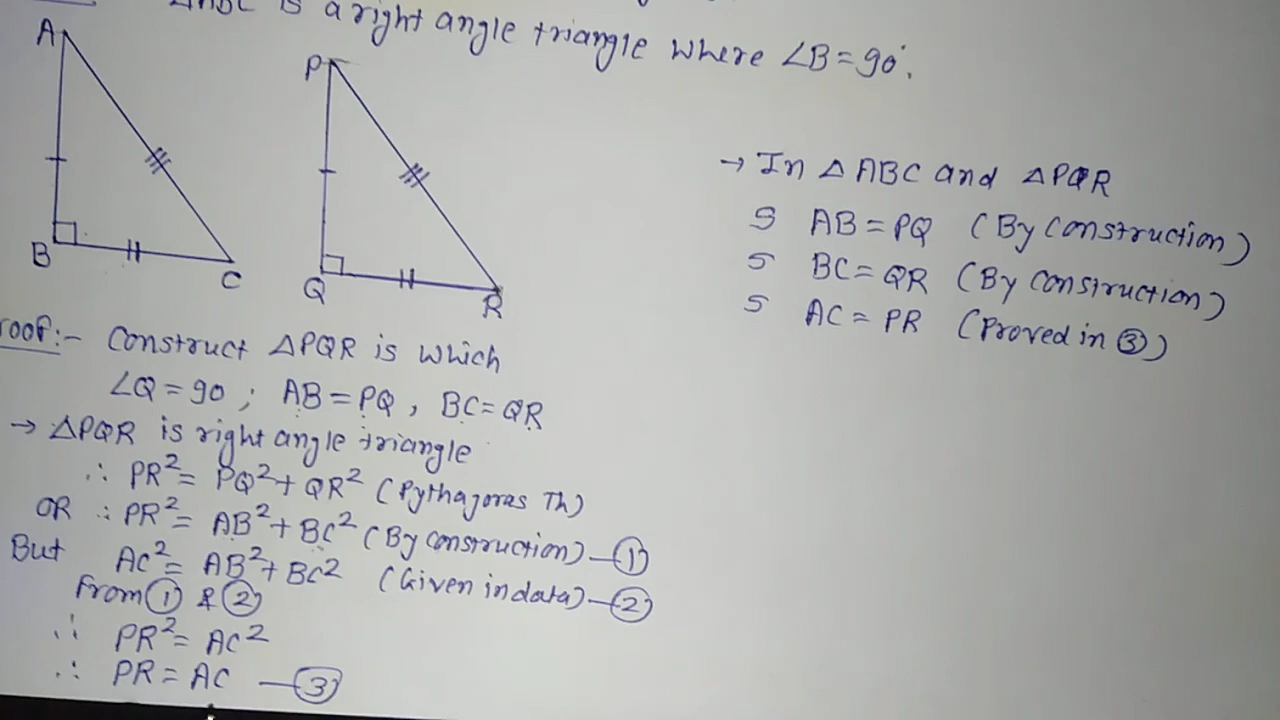 is a right angle triangle where ∠B=90°.
A
B
C
P
Q
R
roof:- Construct △PQR is which
∠Q=90 ; AB=PQ , BC=QR
→ △PQR is right angle triangle
∴ PR²= PQ²+ QR² (Pythagoras Th)
OR ∴ PR²= AB²+ BC² (By construction)—①
But AC²= AB²+ BC² (Given in data)—②
From ① & ②
∴ PR²= AC²
∴ PR= AC —③
→ In △ABC and △PQR
S AB=PQ (By construction)
S BC=QR (By construction)
S AC=PR (Proved in ③)